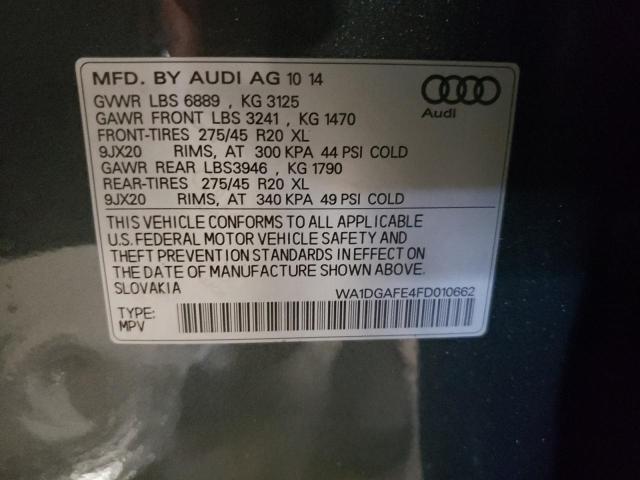 MFD. BY AUDI AG 10 14
GVWR LBS 6889 , KG 3125
GAWR FRONT LBS 3241 , KG 1470
FRONT-TIRES 275/45 R20 XL
9JX20 RIMS, AT 300 KPA 44 PSI COLD
GAWR REAR LBS3946 , KG 1790
REAR-TIRES 275/45 R20 XL
9JX20 RIMS, AT 340 KPA 49 PSI COLD
Audi
THIS VEHICLE CONFORMS TO ALL APPLICABLE
U.S. FEDERAL MOTOR VEHICLE SAFETY AND
THEFT PREVENTION STANDARDS IN EFFECT ON
THE DATE OF MANUFACTURE SHOWN ABOVE.
SLOVAKIA WA1DGAFE4FD010662
TYPE:
MPV